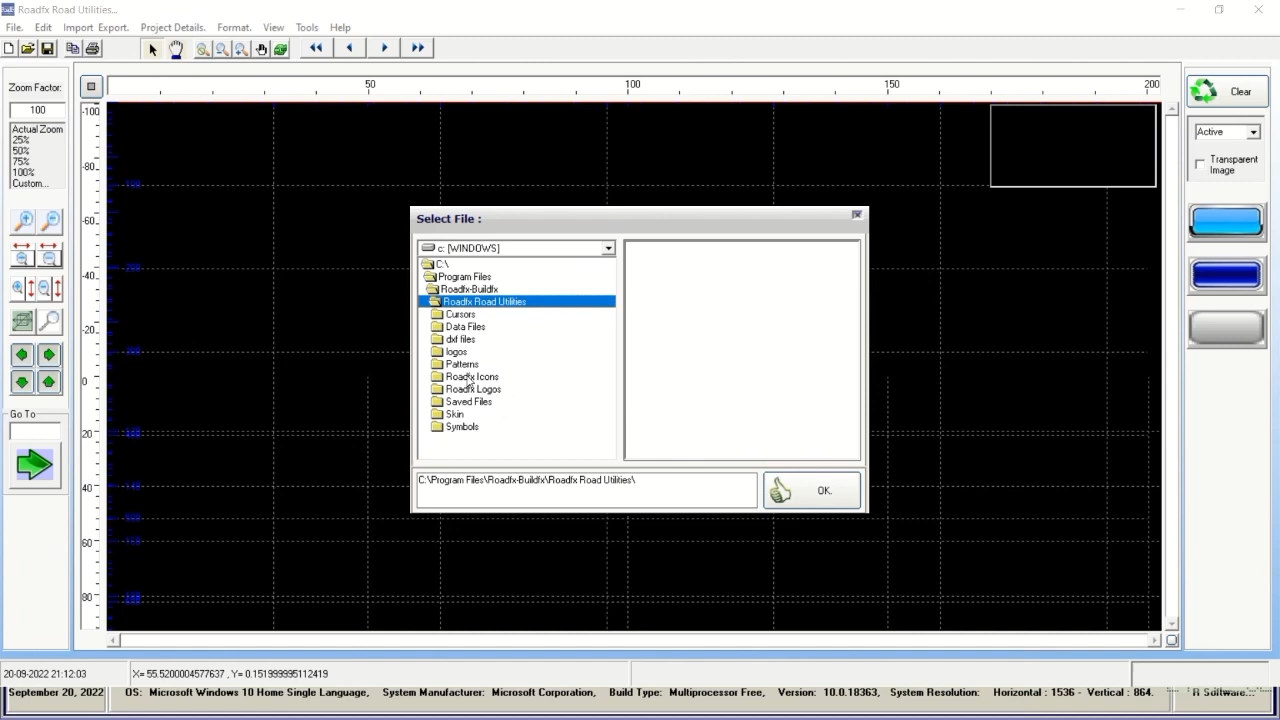 Roadfx Road Utilities...
File. Edit Import Export. Project Details. Format. View Tools Help
Zoom Factor:
100
Actual Zoom
25%
50%
75%
100%
Custom...
Go To
50 100 150 200
-100
-80
-60
-40
-20
0
20
40
60
80
Select File :
c: [WINDOWS]
C:\
Program Files
Roadfx-Buildfx
Roadfx Road Utilities
Cursors
Data Files
dxf files
logos
Patterns
Roadfx Icons
Roadfx Logos
Saved Files
Skin
Symbols
C:\Program Files\Roadfx-Buildfx\Roadfx Road Utilities\
OK.
Clear
Active
Transparent
Image
20-09-2022 21:12:03 X= 55.5200004577637 , Y= 0.151999995112419
September 20, 2022 OS: Microsoft Windows 10 Home Single Language, System Manufacturer: Microsoft Corporation, Build Type: Multiprocessor Free, Version: 10.0.18363, System Resolution: Horizontal : 1536 - Vertical : 864. R Software...